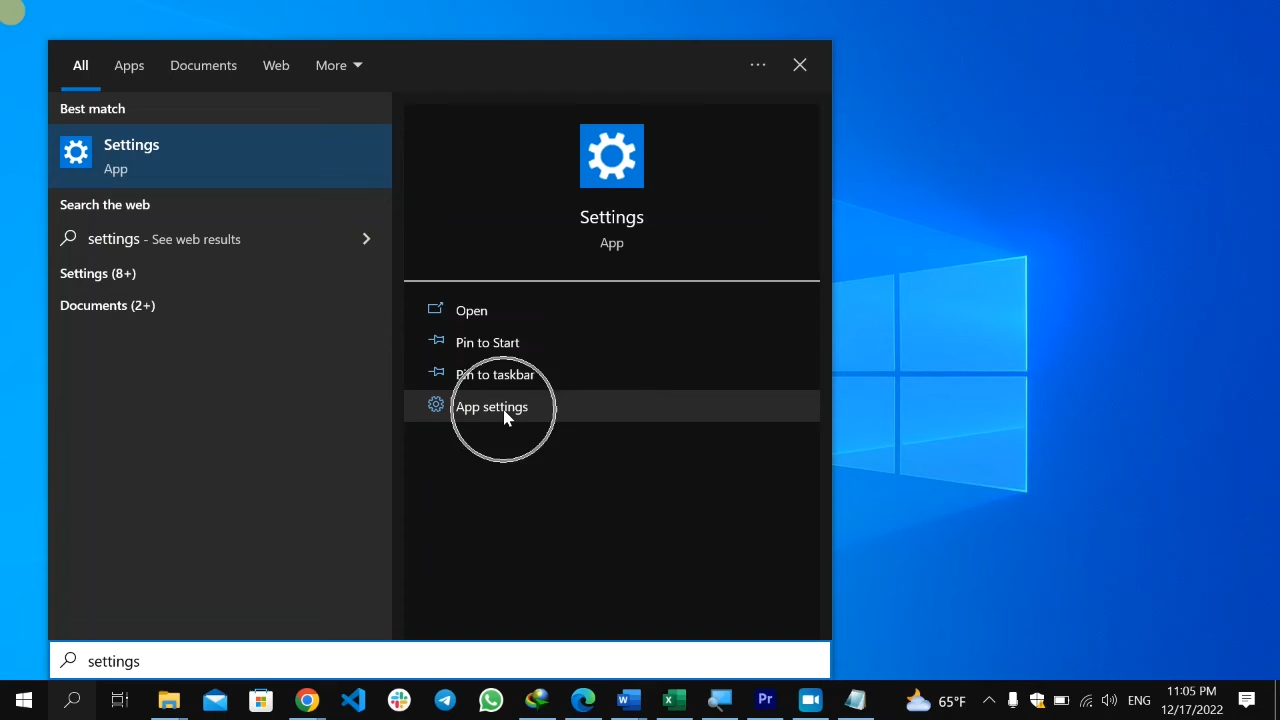 All Apps Documents Web More
Best match
Settings
App
Search the web
settings - See web results
Settings (8+)
Documents (2+)
Settings
App
Open
Pin to Start
Pin to taskbar
App settings
settings
65°F
ENG
11:05 PM
12/17/2022